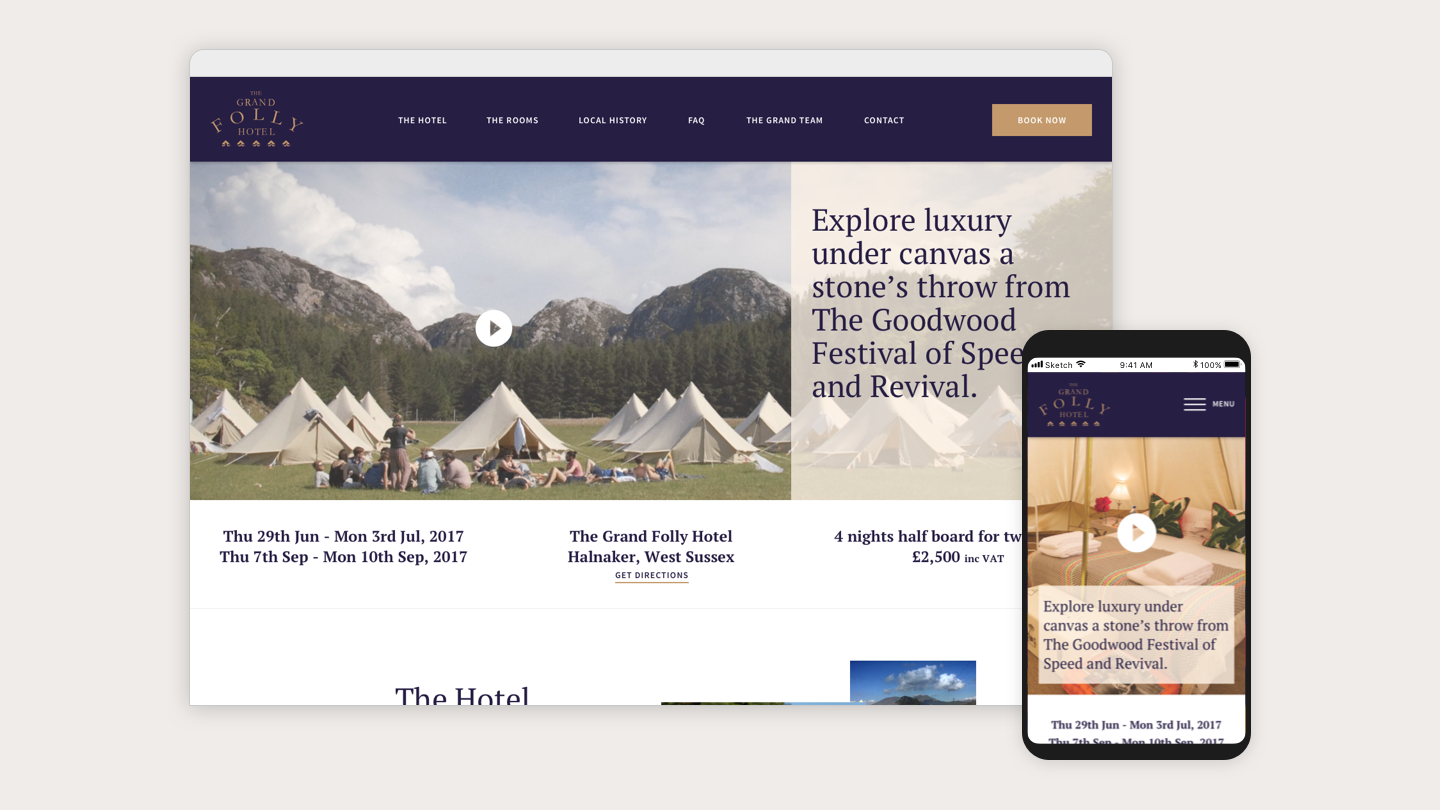 THE
GRAND
FOLLY
HOTEL
THE HOTEL
THE ROOMS
LOCAL HISTORY
FAQ
THE GRAND TEAM
CONTACT
BOOK NOW
Explore luxury
under canvas a
stone’s throw from
The Goodwood
Festival of Spee
and Revival.
Thu 29th Jun - Mon 3rd Jul, 2017
Thu 7th Sep - Mon 10th Sep, 2017
The Grand Folly Hotel
Halnaker, West Sussex
GET DIRECTIONS
4 nights half board for tw
£2,500 inc VAT
The Hotel
Sketch 9:41 AM 100%
THE
GRAND
FOLLY
HOTEL
MENU
Explore luxury under
canvas a stone’s throw from
The Goodwood Festival of
Speed and Revival.
Thu 29th Jun - Mon 3rd Jul, 2017
Thu 7th Sep - Mon 10th Sep, 2017